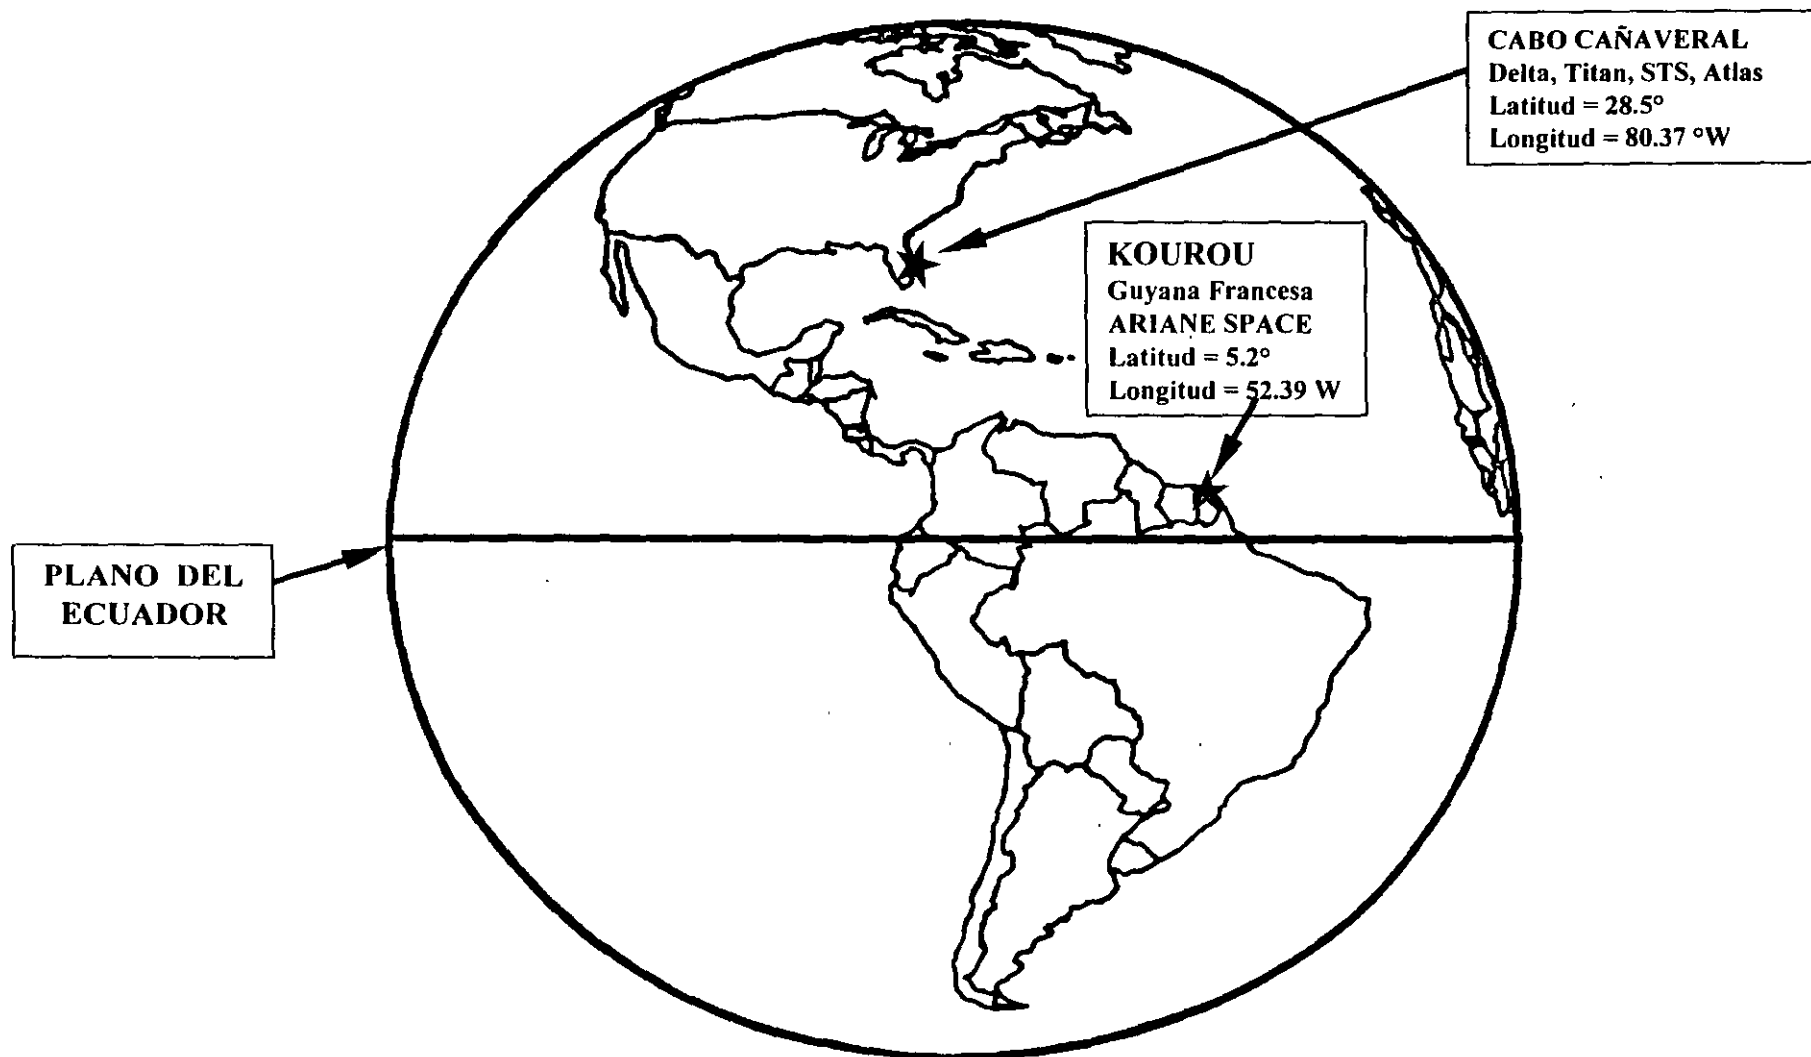 CABO CAÑAVERAL
Delta, Titan, STS, Atlas
Latitud = 28.5°
Longitud = 80.37 °W
KOUROU
Guyana Francesa
ARIANE SPACE
Latitud = 5.2°
Longitud = 52.39 W
PLANO DEL
ECUADOR